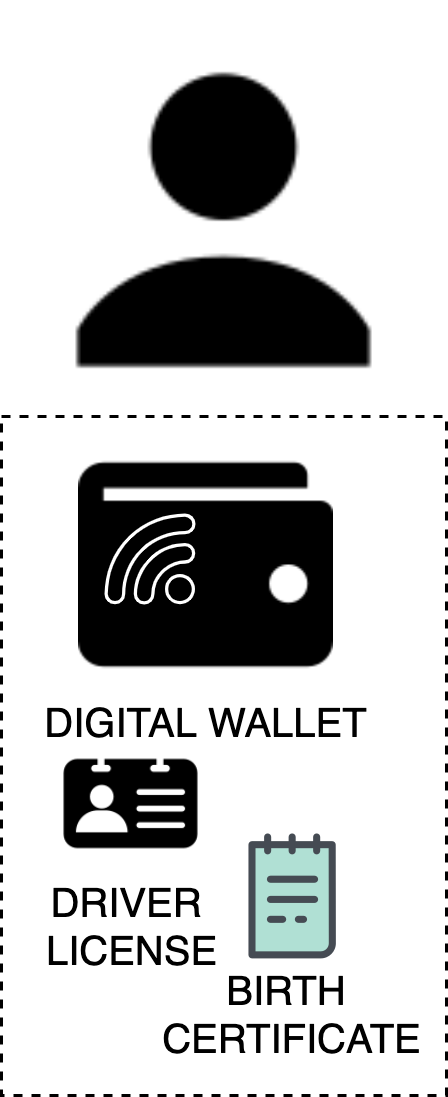 DIGITAL WALLET
DRIVER
LICENSE
BIRTH
CERTIFICATE